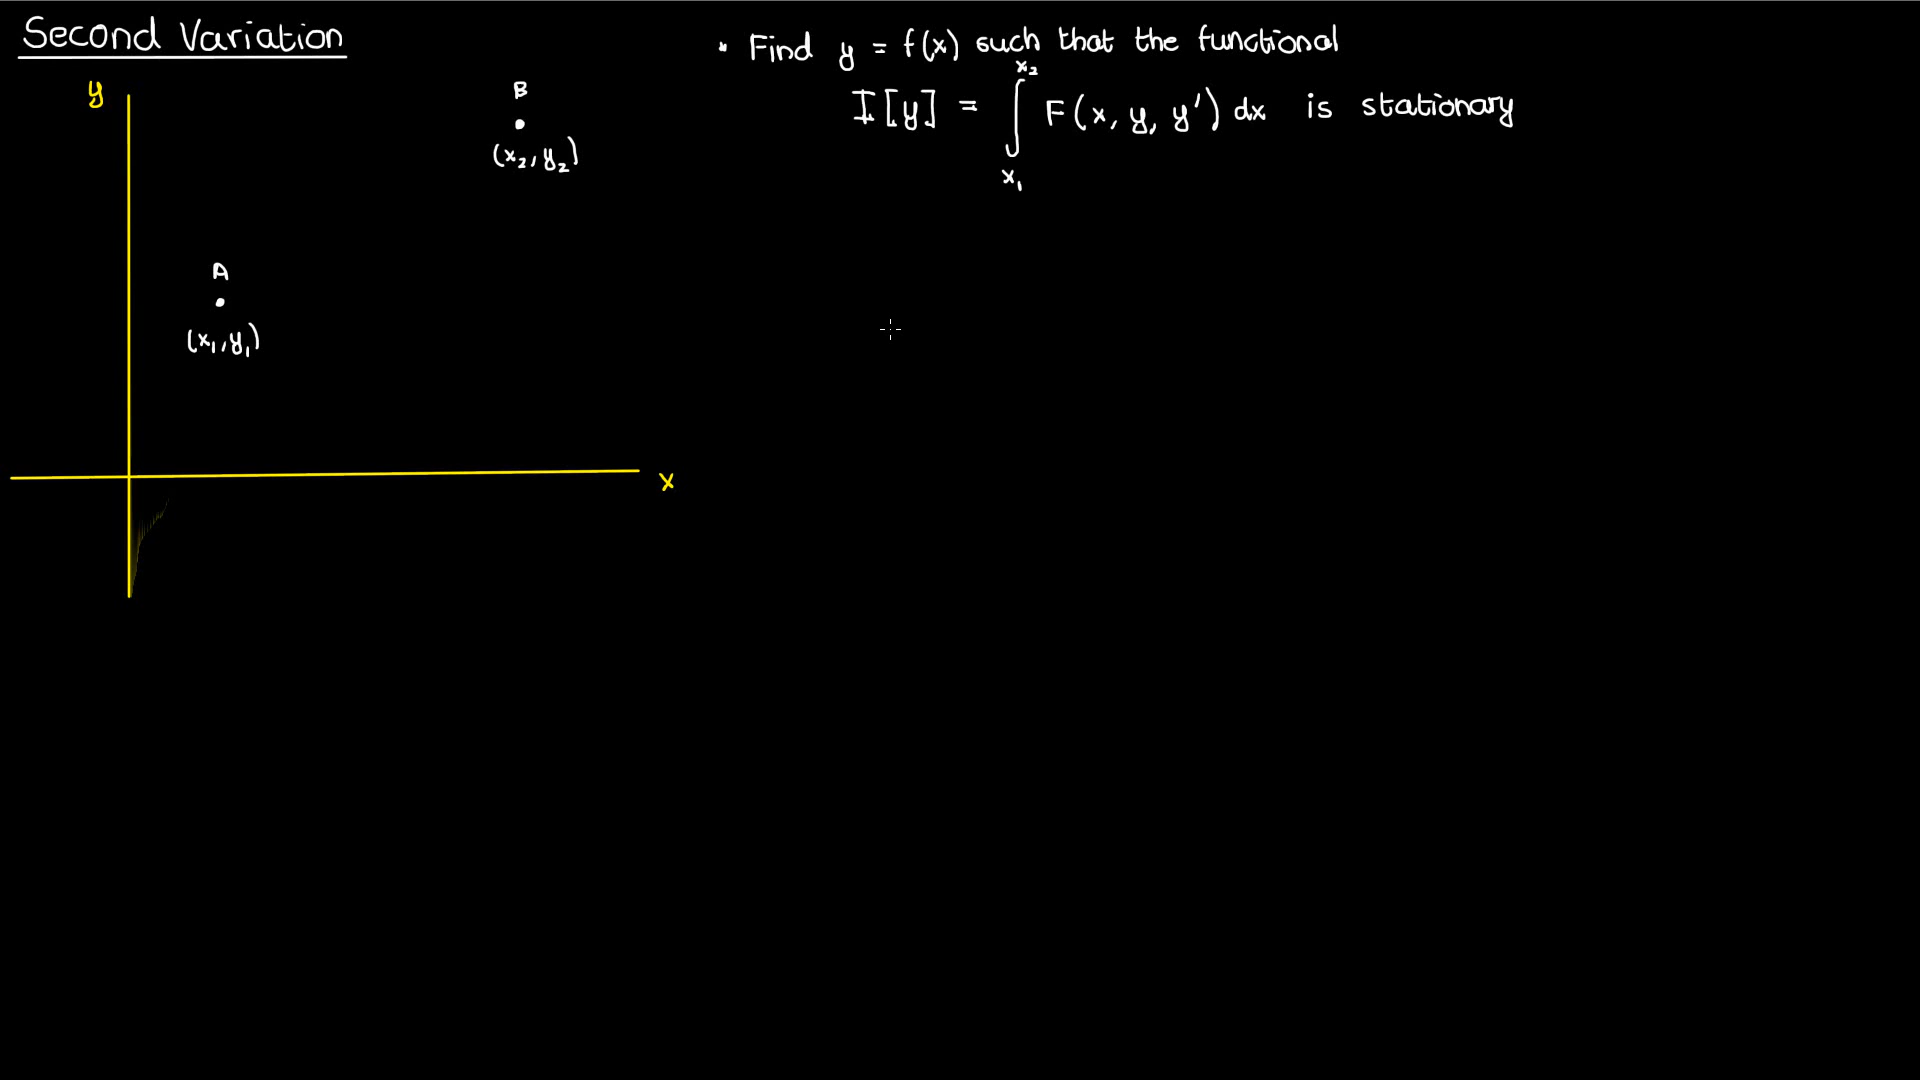 Second Variation
y
B
(x₂, y₂)
A
(x₁, y₁)
x
• Find y = f(x) such that the functional
I[y] = ∫_{x₁}^{x₂} F(x, y, y') dx is stationary